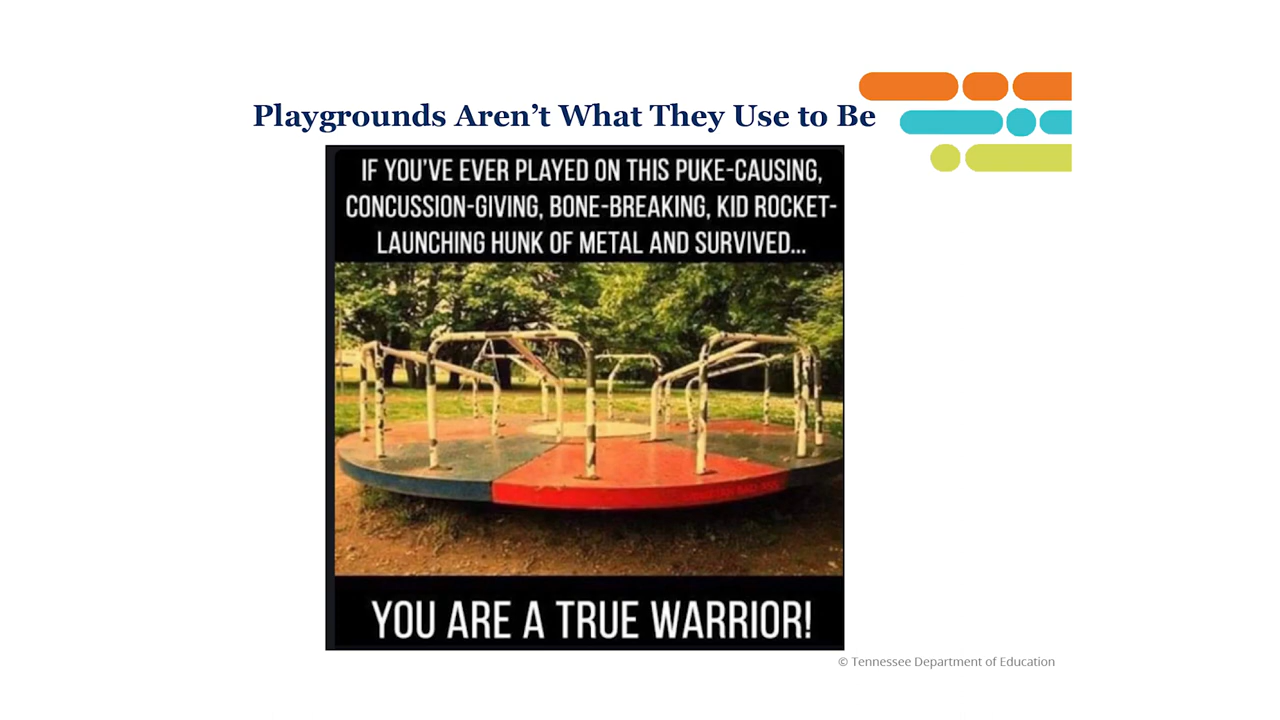 Playgrounds Aren’t What They Use to Be
IF YOU’VE EVER PLAYED ON THIS PUKE-CAUSING,
CONCUSSION-GIVING, BONE-BREAKING, KID ROCKET-
LAUNCHING HUNK OF METAL AND SURVIVED...
YOU ARE A TRUE WARRIOR!
© Tennessee Department of Education